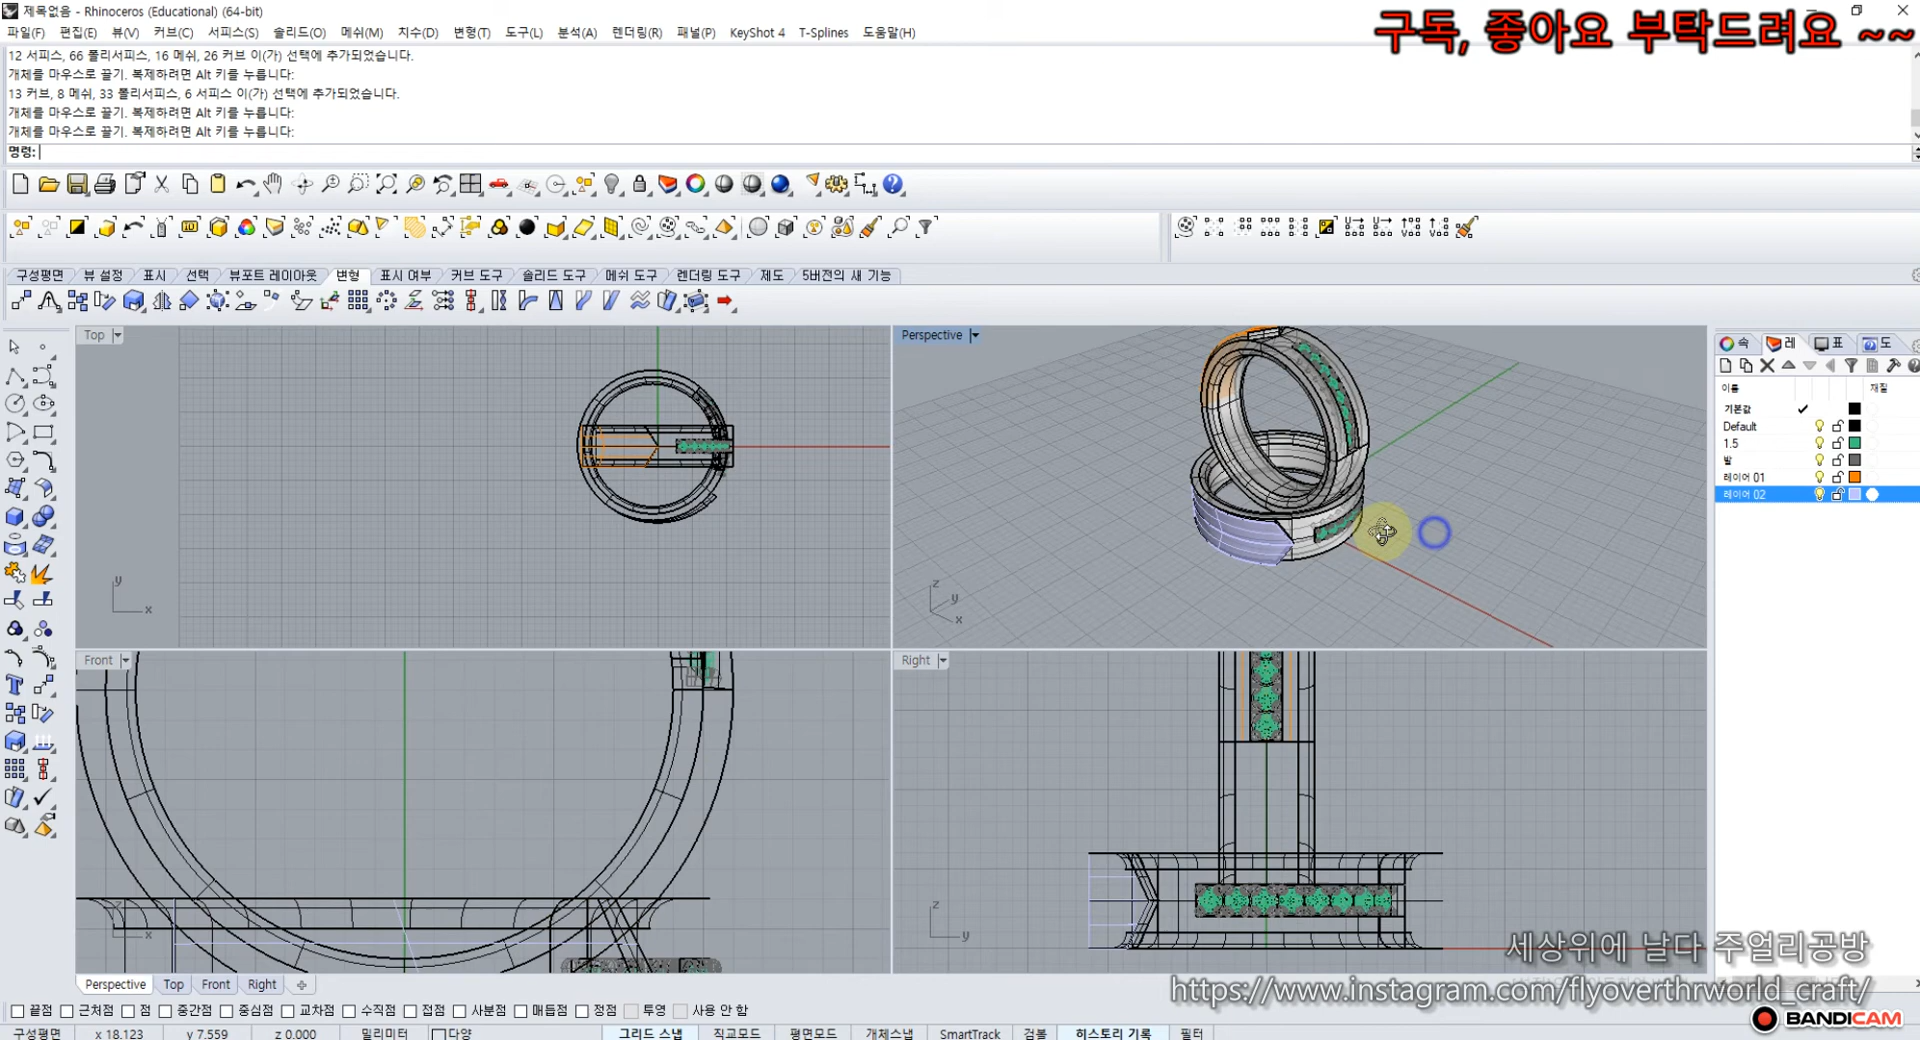 제목없음 - Rhinoceros (Educational) (64-bit)
구독, 좋아요 부탁드려요 ~~
파일(F) 편집(E) 뷰(V) 커브(C) 서피스(S) 솔리드(O) 메쉬(M) 치수(D) 변형(T) 도구(L) 분석(A) 렌더링(R) 패널(P) KeyShot 4 T-Splines 도움말(H)
12 서피스, 66 폴리서피스, 16 메쉬, 26 커브 이(가) 선택에 추가되었습니다.
개체를 마우스로 끌기. 복제하려면 Alt 키를 누릅니다:
13 커브, 8 메쉬, 33 폴리서피스, 6 서피스 이(가) 선택에 추가되었습니다.
개체를 마우스로 끌기. 복제하려면 Alt 키를 누릅니다:
개체를 마우스로 끌기. 복제하려면 Alt 키를 누릅니다:
명령:
구성평면 뷰 설정 표시 선택 뷰포트 레이아웃 변형 표시 여부 커브 도구 솔리드 도구 메쉬 도구 렌더링 도구 제도 5버전의 새 기능
Top
y
x
Perspective
z
y
x
속 레 표 도
이름 재질
기본값
Default
1.5
발
레이어 01
레이어 02
Front
z
x
Right
z
y
세상위에 날다 주얼리공방
https://www.instagram.com/flyoverthrworld_craft/
BANDICAM
Perspective Top Front Right
끝점 근처점 점 중간점 중심점 교차점 수직점 접점 사분점 매듭점 정점 투영 사용 안 함
구성평면 x 18.123 y 7.559 z 0.000 밀리미터 다양 그리드 스냅 직교모드 평면모드 개체스냅 SmartTrack 검볼 히스토리 기록 필터